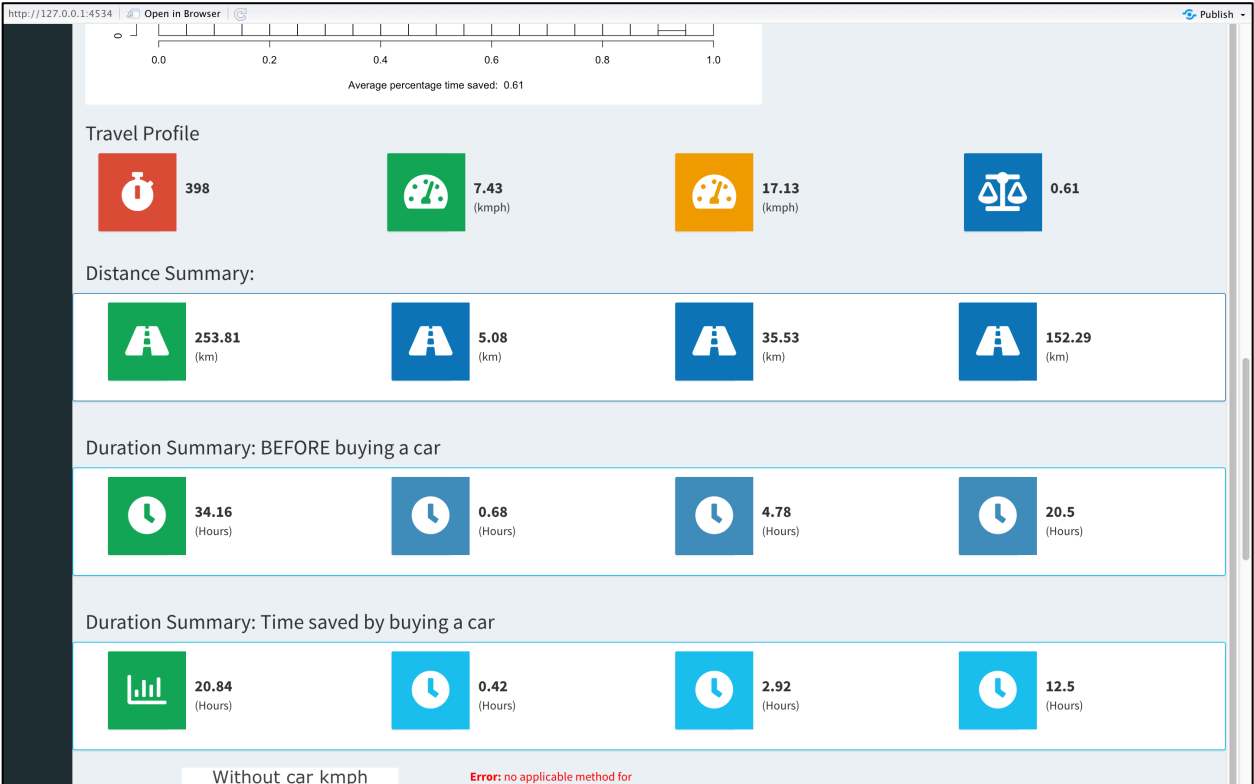 http://127.0.0.1:4534 Open in Browser Publish
0
0.0 0.2 0.4 0.6 0.8 1.0
Average percentage time saved: 0.61
Travel Profile
398 7.43 17.13 0.61
(kmph) (kmph)
Distance Summary:
253.81 5.08 35.53 152.29
(km) (km) (km) (km)
Duration Summary: BEFORE buying a car
34.16 0.68 4.78 20.5
(Hours) (Hours) (Hours) (Hours)
Duration Summary: Time saved by buying a car
20.84 0.42 2.92 12.5
(Hours) (Hours) (Hours) (Hours)
Without car kmph Error: no applicable method for